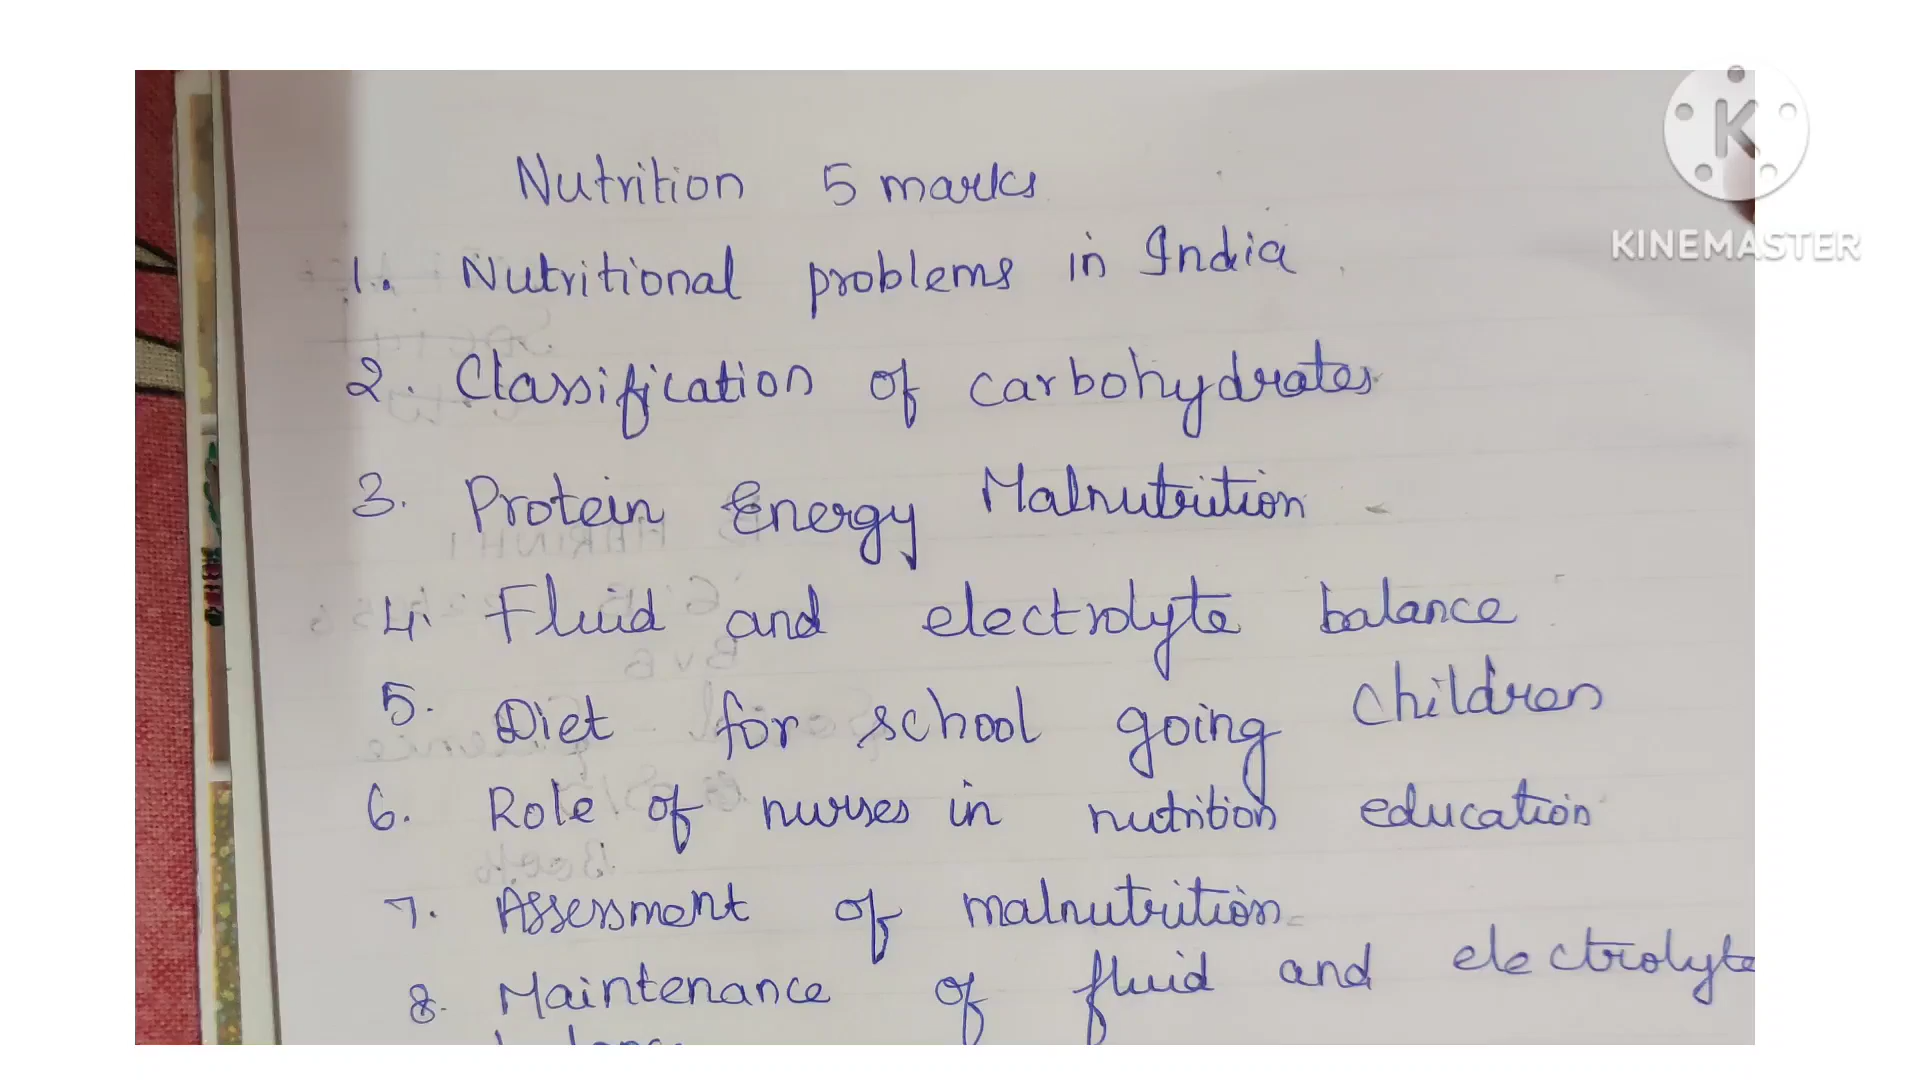 Nutrition 5 marks
1. Nutritional problems in India
2. Classification of carbohydrates
3. Protein Energy Malnutrition
4. Fluid and electrolyte balance
5. Diet for school going children
6. Role of nurses in nutrition education
7. Assessment of malnutrition
8. Maintenance of fluid and electrolyte
K
KINEMASTER